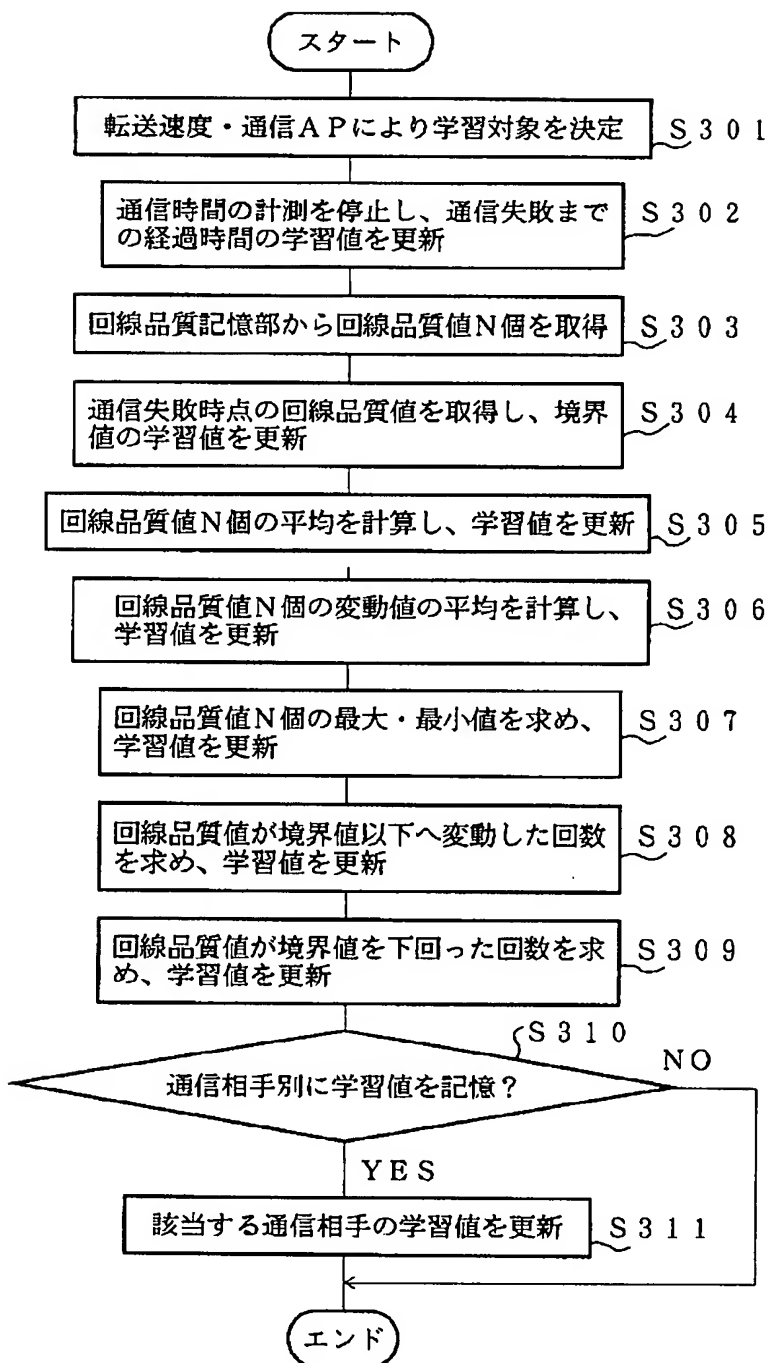 スタート
転送速度・通信APにより学習対象を決定 S301
通信時間の計測を停止し、通信失敗まで S302
の経過時間の学習値を更新
回線品質記憶部から回線品質値N個を取得 S303
通信失敗時点の回線品質値を取得し、境界 S304
値の学習値を更新
回線品質値N個の平均を計算し、学習値を更新 S305
回線品質値N個の変動値の平均を計算し、 S306
学習値を更新
回線品質値N個の最大・最小値を求め、 S307
学習値を更新
回線品質値が境界値以下へ変動した回数 S308
を求め、学習値を更新
回線品質値が境界値を下回った回数を求 S309
め、学習値を更新
S310
通信相手別に学習値を記憶? NO
YES
該当する通信相手の学習値を更新 S311
エンド